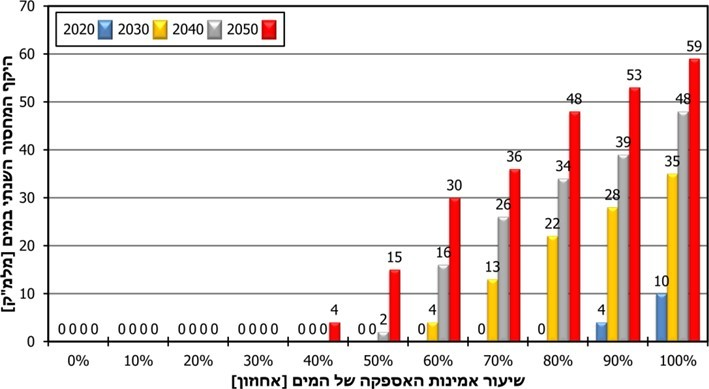 70
60
50
40
30
20
10
0
היקף המחסור השנתי במים [מלמ"ק]
2020 2030 2040 2050
0 0 0 0
0 0 0 0
0 0 0 0
0 0 0 0
0 0 0 4
0 0 2 15
0 4 16 30
0 13 26 36
0 22 34 48
4 28 39 53
10 35 48 59
0% 10% 20% 30% 40% 50% 60% 70% 80% 90% 100%
שיעור אמינות האספקה של המים [אחוזון]